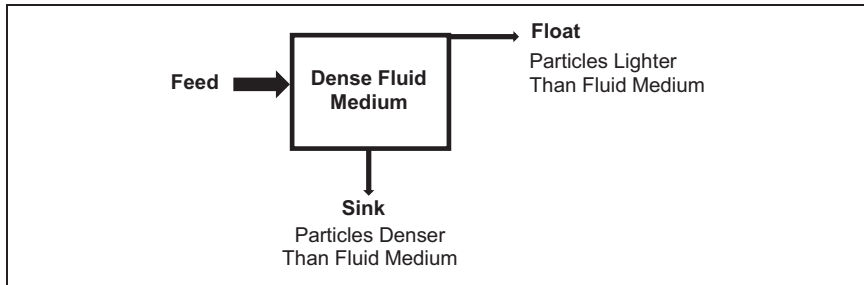 Feed
Dense Fluid
Medium
Float
Particles Lighter
Than Fluid Medium
Sink
Particles Denser
Than Fluid Medium